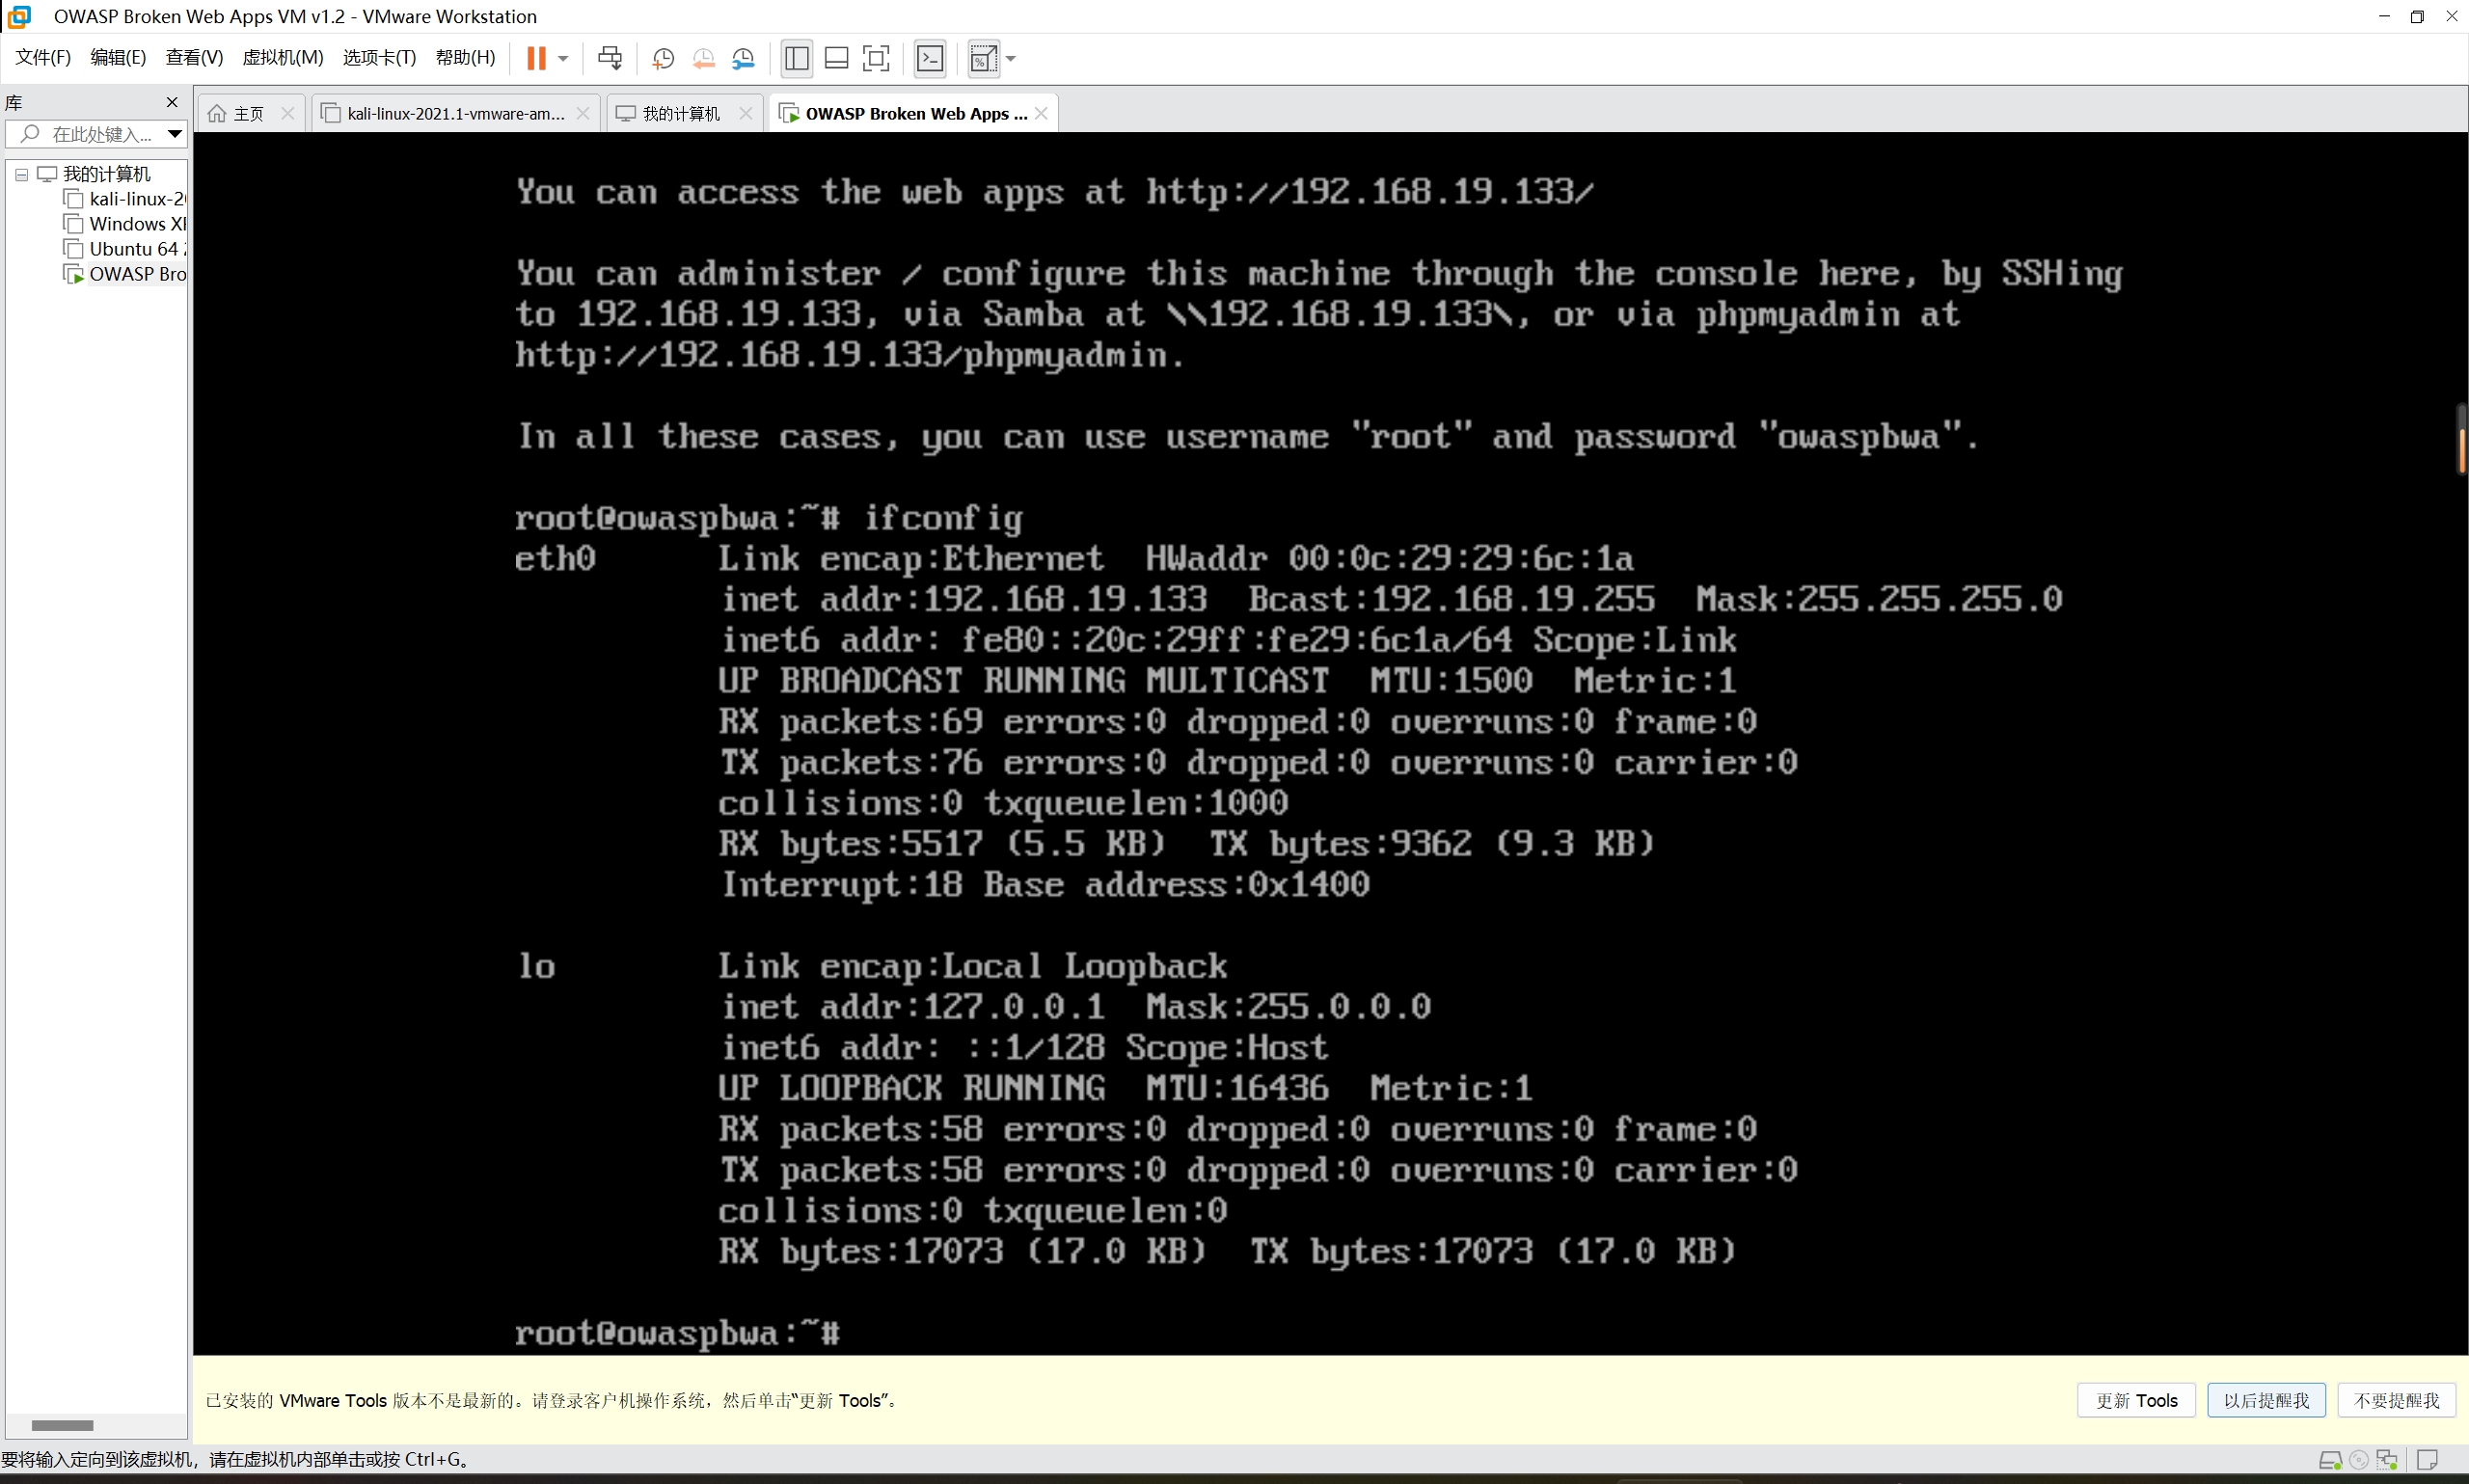 OWASP Broken Web Apps VM v1.2 - VMware Workstation
文件(F) 编辑(E) 查看(V) 虚拟机(M) 选项卡(T) 帮助(H)
库
在此处键入...
我的计算机
kali-linux-2
Windows XP
Ubuntu 64
OWASP Bro
主页 kali-linux-2021.1-vmware-am... 我的计算机 OWASP Broken Web Apps ...
You can access the web apps at http://192.168.19.133/
You can administer / configure this machine through the console here, by SSHing
to 192.168.19.133, via Samba at \\192.168.19.133\, or via phpmyadmin at
http://192.168.19.133/phpmyadmin.
In all these cases, you can use username "root" and password "owaspbwa".
root@owaspbwa:~# ifconfig
eth0 Link encap:Ethernet HWaddr 00:0c:29:29:6c:1a
inet addr:192.168.19.133 Bcast:192.168.19.255 Mask:255.255.255.0
inet6 addr: fe80::20c:29ff:fe29:6c1a/64 Scope:Link
UP BROADCAST RUNNING MULTICAST MTU:1500 Metric:1
RX packets:69 errors:0 dropped:0 overruns:0 frame:0
TX packets:76 errors:0 dropped:0 overruns:0 carrier:0
collisions:0 txqueuelen:1000
RX bytes:5517 (5.5 KB) TX bytes:9362 (9.3 KB)
Interrupt:18 Base address:0x1400
lo Link encap:Local Loopback
inet addr:127.0.0.1 Mask:255.0.0.0
inet6 addr: ::1/128 Scope:Host
UP LOOPBACK RUNNING MTU:16436 Metric:1
RX packets:58 errors:0 dropped:0 overruns:0 frame:0
TX packets:58 errors:0 dropped:0 overruns:0 carrier:0
collisions:0 txqueuelen:0
RX bytes:17073 (17.0 KB) TX bytes:17073 (17.0 KB)
root@owaspbwa:~#
已安装的 VMware Tools 版本不是最新的。请登录客户机操作系统，然后单击“更新 Tools”。
更新 Tools 以后提醒我 不要提醒我
要将输入定向到该虚拟机，请在虚拟机内部单击或按 Ctrl+G。